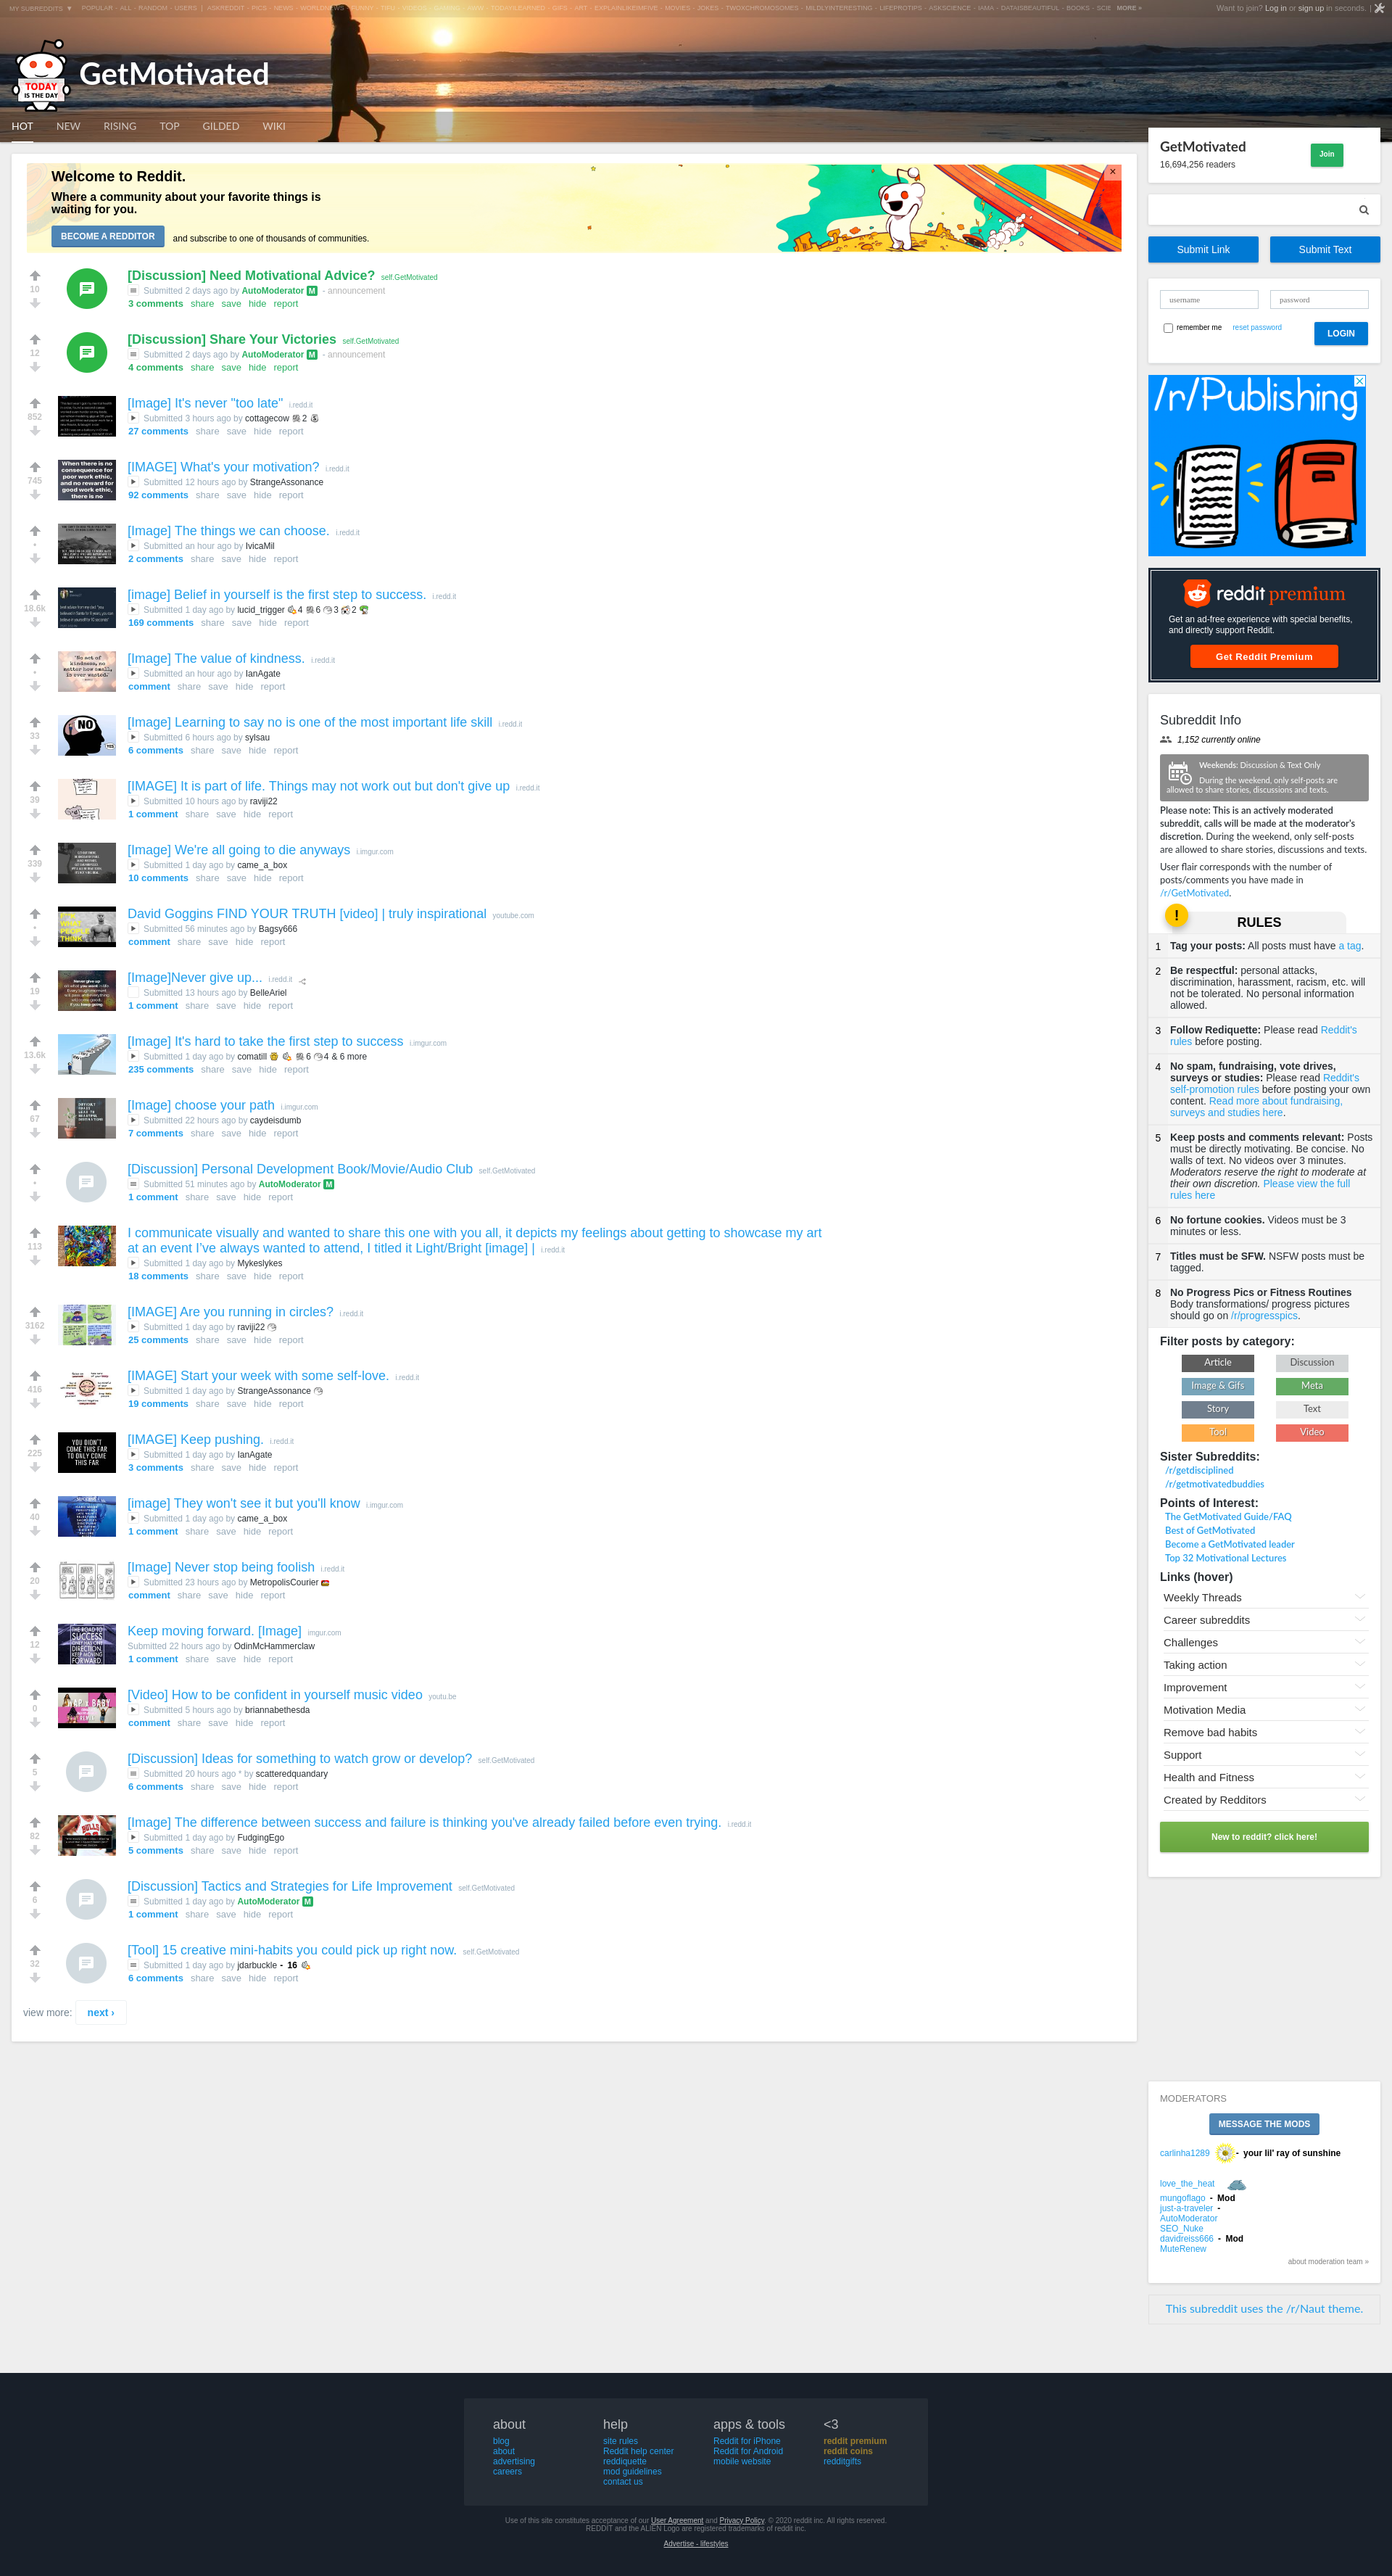 MY SUBREDDITS ▼ POPULAR - ALL - RANDOM - USERS | ASKREDDIT - PICS - NEWS - WORLDNEWS - FUNNY - TIFU - VIDEOS - GAMING - AWW - TODAYILEARNED - GIFS - ART - EXPLAINLIKEIMFIVE - MOVIES - JOKES - TWOXCHROMOSOMES - MILDLYINTERESTING - LIFEPROTIPS - ASKSCIENCE - IAMA - DATAISBEAUTIFUL - BOOKS - SCIE MORE »
Want to join? Log in or sign up in seconds. |
TODAY
IS THE DAY
GetMotivated
HOT NEW RISING TOP GILDED WIKI
Welcome to Reddit.
Where a community about your favorite things is
waiting for you.
BECOME A REDDITOR and subscribe to one of thousands of communities.
×
[Discussion] Need Motivational Advice? self.GetMotivated
10
Submitted 2 days ago by AutoModerator M - announcement
3 comments share save hide report
[Discussion] Share Your Victories self.GetMotivated
12
Submitted 2 days ago by AutoModerator M - announcement
4 comments share save hide report
[Image] It's never "too late" i.redd.it
852
Submitted 3 hours ago by cottagecow 2
27 comments share save hide report
[IMAGE] What's your motivation? i.redd.it
745
When there is no
consequence for
poor work ethic,
and no reward for
good work ethic,
there is no
Submitted 12 hours ago by StrangeAssonance
92 comments share save hide report
[Image] The things we can choose. i.redd.it
•
Submitted an hour ago by IvicaMil
2 comments share save hide report
[image] Belief in yourself is the first step to success. i.redd.it
18.6k
Submitted 1 day ago by lucid_trigger 4 6 3 2
169 comments share save hide report
[Image] The value of kindness. i.redd.it
•
"No act of
kindness, no
matter how small,
is ever wasted."
Submitted an hour ago by IanAgate
comment share save hide report
[Image] Learning to say no is one of the most important life skill i.redd.it
33
NO
YES
Submitted 6 hours ago by sylsau
6 comments share save hide report
[IMAGE] It is part of life. Things may not work out but don't give up i.redd.it
39
Submitted 10 hours ago by raviji22
1 comment share save hide report
[Image] We're all going to die anyways i.imgur.com
339
Submitted 1 day ago by came_a_box
10 comments share save hide report
David Goggins FIND YOUR TRUTH [video] | truly inspirational youtube.com
•
Submitted 56 minutes ago by Bagsy666
comment share save hide report
[Image]Never give up... i.redd.it
19
Submitted 13 hours ago by BelleAriel
1 comment share save hide report
[Image] It's hard to take the first step to success i.imgur.com
13.6k
Submitted 1 day ago by comatill 6 4 & 6 more
235 comments share save hide report
[Image] choose your path i.imgur.com
67
Submitted 22 hours ago by caydeisdumb
7 comments share save hide report
[Discussion] Personal Development Book/Movie/Audio Club self.GetMotivated
•
Submitted 51 minutes ago by AutoModerator M
1 comment share save hide report
I communicate visually and wanted to share this one with you all, it depicts my feelings about getting to showcase my art
at an event I've always wanted to attend, I titled it Light/Bright [image] | i.redd.it
113
Submitted 1 day ago by Mykeslykes
18 comments share save hide report
[IMAGE] Are you running in circles? i.redd.it
3162
Submitted 1 day ago by raviji22
25 comments share save hide report
[IMAGE] Start your week with some self-love. i.redd.it
416
Submitted 1 day ago by StrangeAssonance
19 comments share save hide report
[IMAGE] Keep pushing. i.redd.it
225
YOU DIDN'T
COME THIS FAR
TO ONLY COME
THIS FAR
Submitted 1 day ago by IanAgate
3 comments share save hide report
[image] They won't see it but you'll know i.imgur.com
40
Submitted 1 day ago by came_a_box
1 comment share save hide report
[Image] Never stop being foolish i.redd.it
20
Submitted 23 hours ago by MetropolisCourier
comment share save hide report
Keep moving forward. [Image] imgur.com
12
THE ROAD TO
SUCCESS
ONLY HAS ONE
DIRECTION.
KEEP MOVING
FORWARD.
Submitted 22 hours ago by OdinMcHammerclaw
1 comment share save hide report
[Video] How to be confident in yourself music video youtu.be
0
Submitted 5 hours ago by briannabethesda
comment share save hide report
[Discussion] Ideas for something to watch grow or develop? self.GetMotivated
5
Submitted 20 hours ago * by scatteredquandary
6 comments share save hide report
[Image] The difference between success and failure is thinking you've already failed before even trying. i.redd.it
82
Submitted 1 day ago by FudgingEgo
5 comments share save hide report
[Discussion] Tactics and Strategies for Life Improvement self.GetMotivated
6
Submitted 1 day ago by AutoModerator M
1 comment share save hide report
[Tool] 15 creative mini-habits you could pick up right now. self.GetMotivated
32
Submitted 1 day ago by jdarbuckle - 16
6 comments share save hide report
view more: next ›
GetMotivated
16,694,256 readers
Join
Submit Link Submit Text
username password
remember me reset password LOGIN
/r/Publishing
reddit premium
Get an ad-free experience with special benefits,
and directly support Reddit.
Get Reddit Premium
Subreddit Info
1,152 currently online
Weekends: Discussion & Text Only
During the weekend, only self-posts are
allowed to share stories, discussions and texts.
Please note: This is an actively moderated
subreddit, calls will be made at the moderator's
discretion. During the weekend, only self-posts
are allowed to share stories, discussions and texts.
User flair corresponds with the number of
posts/comments you have made in
/r/GetMotivated.
! RULES
1 Tag your posts: All posts must have a tag.
2 Be respectful: personal attacks,
discrimination, harassment, racism, etc. will
not be tolerated. No personal information
allowed.
3 Follow Rediquette: Please read Reddit's
rules before posting.
4 No spam, fundraising, vote drives,
surveys or studies: Please read Reddit's
self-promotion rules before posting your own
content. Read more about fundraising,
surveys and studies here.
5 Keep posts and comments relevant: Posts
must be directly motivating. Be concise. No
walls of text. No videos over 3 minutes.
Moderators reserve the right to moderate at
their own discretion. Please view the full
rules here
6 No fortune cookies. Videos must be 3
minutes or less.
7 Titles must be SFW. NSFW posts must be
tagged.
8 No Progress Pics or Fitness Routines
Body transformations/ progress pictures
should go on /r/progresspics.
Filter posts by category:
Article Discussion
Image & Gifs Meta
Story Text
Tool Video
Sister Subreddits:
/r/getdisciplined
/r/getmotivatedbuddies
Points of Interest:
The GetMotivated Guide/FAQ
Best of GetMotivated
Become a GetMotivated leader
Top 32 Motivational Lectures
Links (hover)
Weekly Threads
Career subreddits
Challenges
Taking action
Improvement
Motivation Media
Remove bad habits
Support
Health and Fitness
Created by Redditors
New to reddit? click here!
MODERATORS
MESSAGE THE MODS
carlinha1289 - your lil' ray of sunshine
love_the_heat
mungoflago - Mod
just-a-traveler -
AutoModerator
SEO_Nuke
davidreiss666 - Mod
MuteRenew
about moderation team »
This subreddit uses the /r/Naut theme.
about help apps & tools <3
blog site rules Reddit for iPhone reddit premium
about Reddit help center Reddit for Android reddit coins
advertising reddiquette mobile website redditgifts
careers mod guidelines
contact us
Use of this site constitutes acceptance of our User Agreement and Privacy Policy. © 2020 reddit inc. All rights reserved.
REDDIT and the ALIEN Logo are registered trademarks of reddit inc.
Advertise - lifestyles